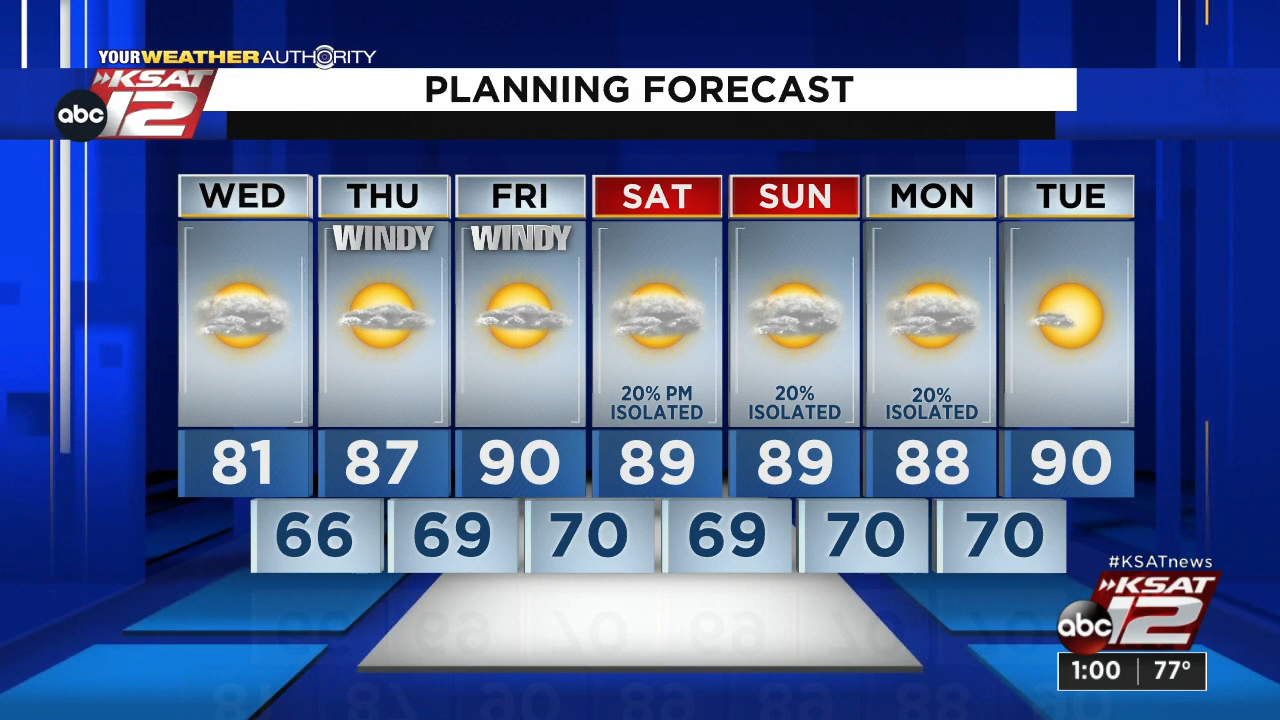 YOURWEATHERAUTHORITY
KSAT
abc 12
PLANNING FORECAST
WED THU FRI SAT SUN MON TUE
WINDY WINDY
20% PM 20% 20%
ISOLATED ISOLATED ISOLATED
81 87 90 89 89 88 90
66 69 70 69 70 70
#KSATnews
KSAT
abc 12
1:00 77°